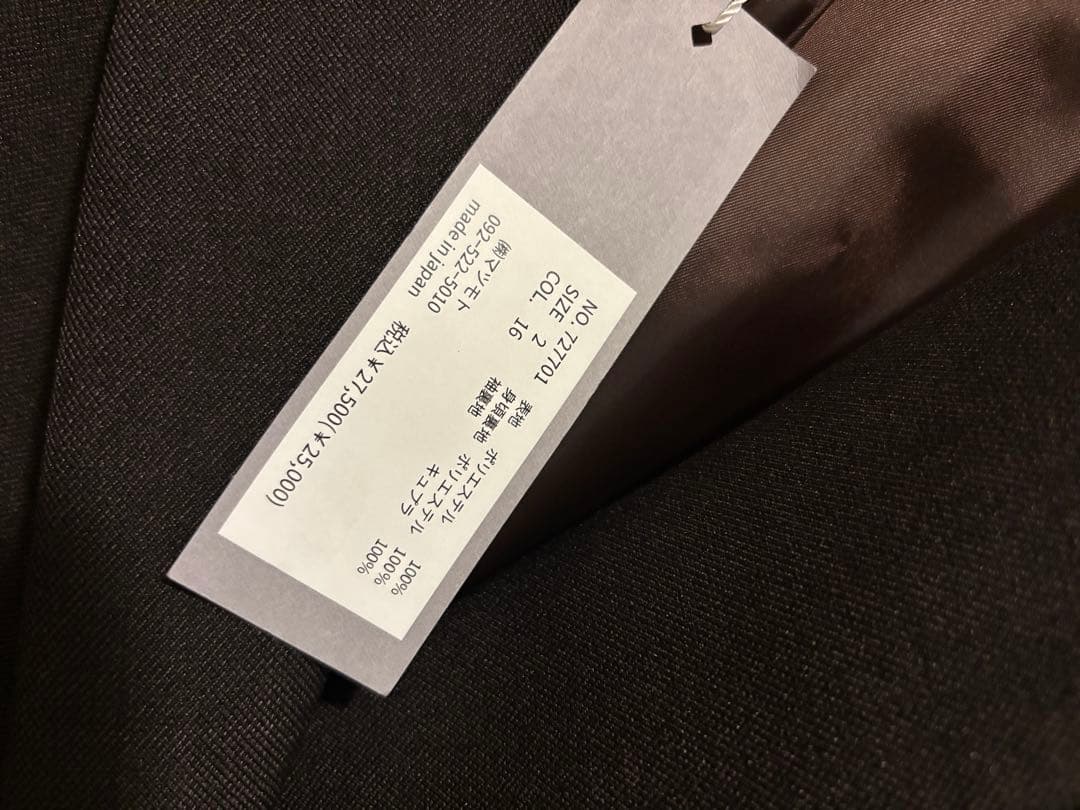 NO. 727701
SIZE 2
COL. 16
表地 ポリエステル 100%
身頃裏地 ポリエステル 100%
袖裏地 キュプラ 100%
税込¥27,500(¥25,000)
㈱マツモト
092-522-5010
made in japan